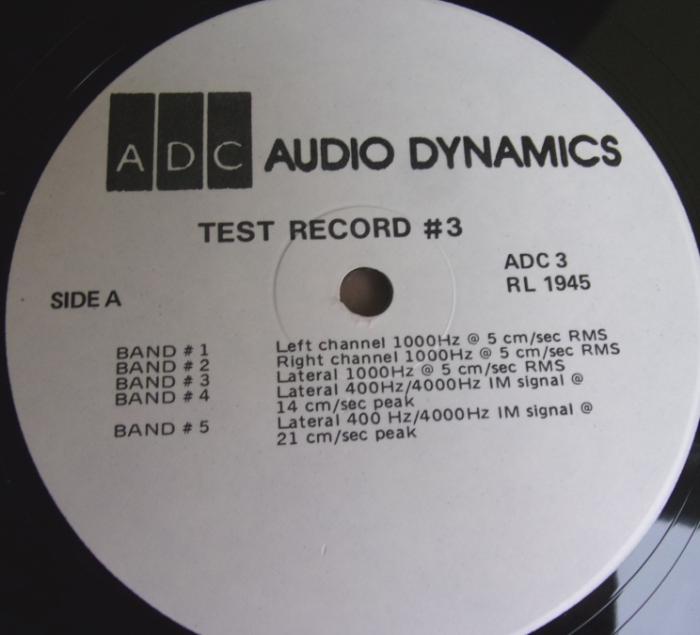 ADC AUDIO DYNAMICS
TEST RECORD #3
ADC 3
RL 1945
SIDE A
BAND # 1 Left channel 1000Hz @ 5 cm/sec RMS
BAND # 2 Right channel 1000Hz @ 5 cm/sec RMS
BAND # 3 Lateral 1000Hz @ 5 cm/sec RMS
BAND # 4 Lateral 400Hz/4000Hz IM signal @
14 cm/sec peak
BAND # 5 Lateral 400 Hz/4000Hz IM signal @
21 cm/sec peak